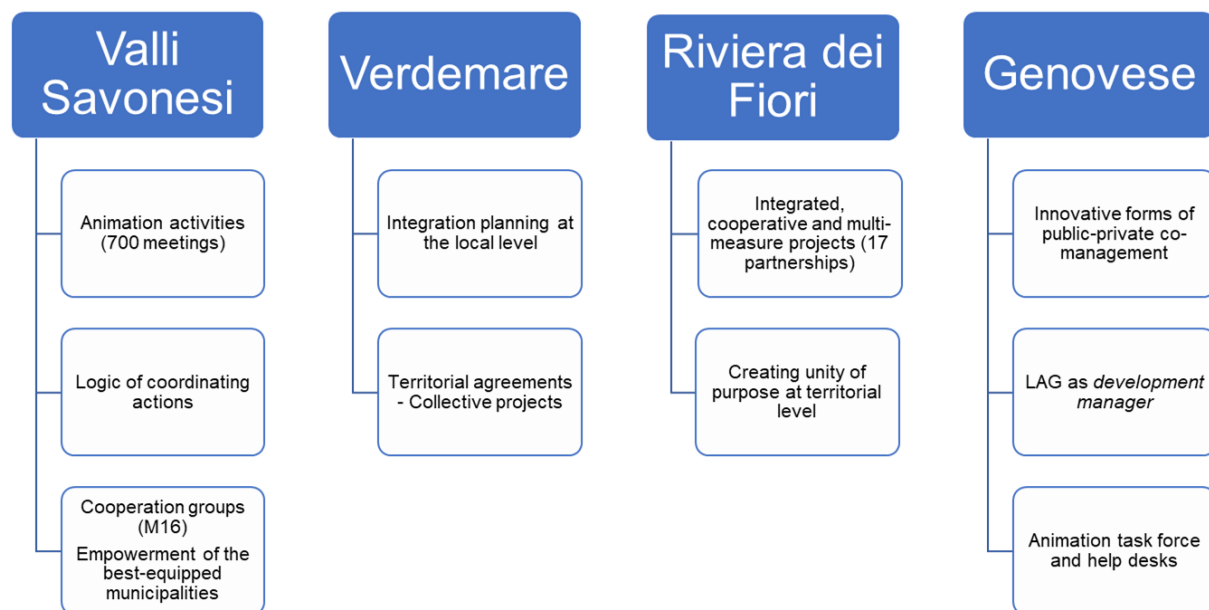 Valli
Savonesi
Animation activities
(700 meetings)
Logic of coordinating
actions
Cooperation groups
(M16)
Empowerment of the
best-equipped
municipalities
Verdemare
Integration planning at
the local level
Territorial agreements
- Collective projects
Riviera dei
Fiori
Integrated,
cooperative and multi-
measure projects (17
partnerships)
Creating unity of
purpose at territorial
level
Genovese
Innovative forms of
public-private co-
management
LAG as development
manager
Animation task force
and help desks